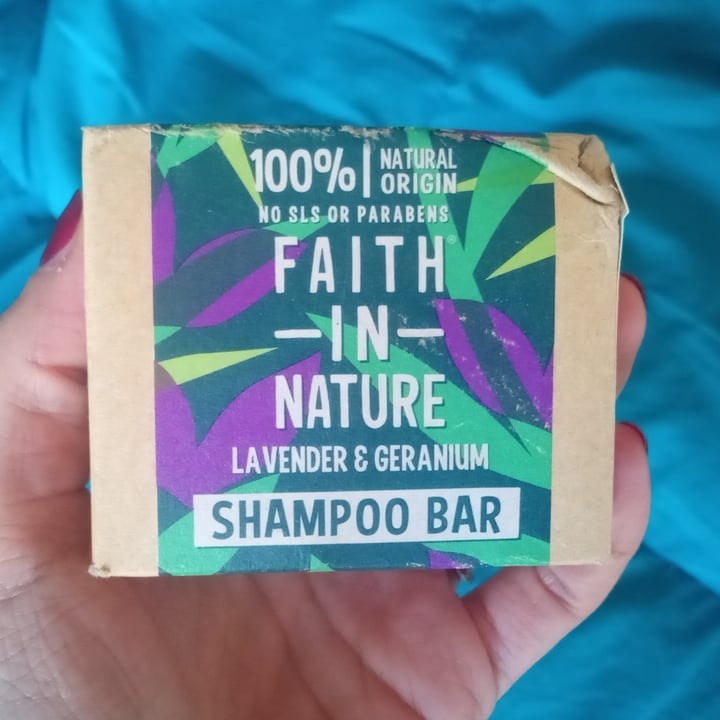 100% | NATURAL ORIGIN
NO SLS OR PARABENS
FAITH®
—IN—
NATURE
LAVENDER & GERANIUM
SHAMPOO BAR